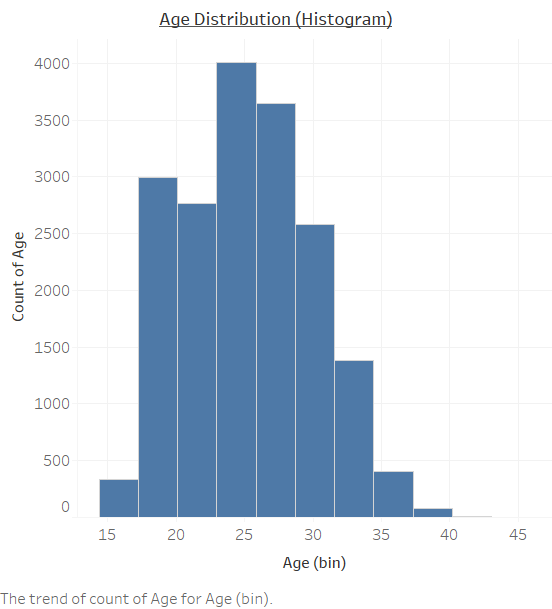 Age Distribution (Histogram)
4000
3500
3000
2500
2000
1500
1000
500
0
Count of Age
15 20 25 30 35 40 45
Age (bin)
The trend of count of Age for Age (bin).